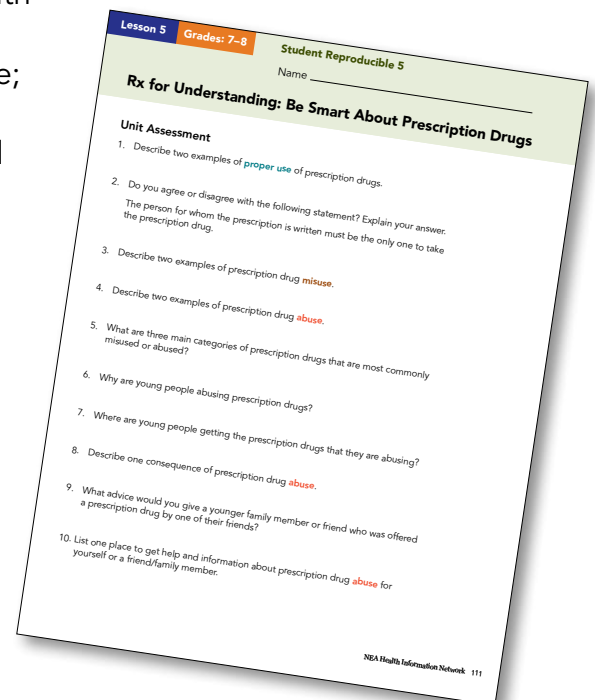 e;
Lesson 5 Grades: 7–8
Student Reproducible 5
Name
Rx for Understanding: Be Smart About Prescription Drugs
Unit Assessment
1. Describe two examples of proper use of prescription drugs.
2. Do you agree or disagree with the following statement? Explain your answer.
The person for whom the prescription is written must be the only one to take
the prescription drug.
3. Describe two examples of prescription drug misuse.
4. Describe two examples of prescription drug abuse.
5. What are three main categories of prescription drugs that are most commonly
misused or abused?
6. Why are young people abusing prescription drugs?
7. Where are young people getting the prescription drugs that they are abusing?
8. Describe one consequence of prescription drug abuse.
9. What advice would you give a younger family member or friend who was offered
a prescription drug by one of their friends?
10. List one place to get help and information about prescription drug abuse for
yourself or a friend/family member.
NEA Health Information Network 111